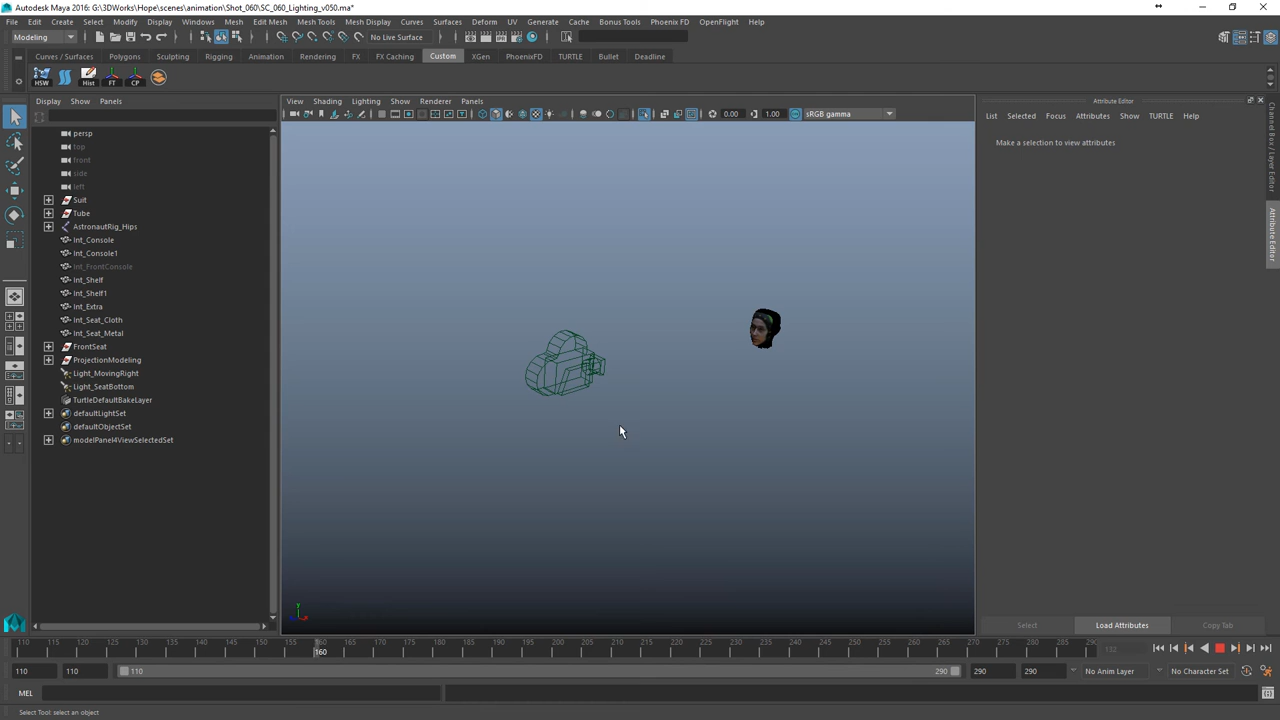 Autodesk Maya 2016: G:\3DWorks\Hope\scenes\animation\Shot_060\SC_060_Lighting_v050.ma*
File Edit Create Select Modify Display Windows Mesh Edit Mesh Mesh Tools Mesh Display Curves Surfaces Deform UV Generate Cache Bonus Tools Phoenix FD OpenFlight Help
Modeling
No Live Surface
Curves / Surfaces Polygons Sculpting Rigging Animation Rendering FX FX Caching Custom XGen PhoenixFD TURTLE Bullet Deadline
HSW Hist FT CP
Display Show Panels
View Shading Lighting Show Renderer Panels
0.00 1.00 sRGB gamma
Attribute Editor
List Selected Focus Attributes Show TURTLE Help
Make a selection to view attributes
Channel Box / Layer Editor
Attribute Editor
persp
top
front
side
left
Suit
Tube
AstronautRig_Hips
Int_Console
Int_Console1
Int_FrontConsole
Int_Shelf
Int_Shelf1
Int_Extra
Int_Seat_Cloth
Int_Seat_Metal
FrontSeat
ProjectionModeling
Light_MovingRight
Light_SeatBottom
TurtleDefaultBakeLayer
defaultLightSet
defaultObjectSet
modelPanel4ViewSelectedSet
Select Load Attributes Copy Tab
110 115 120 125 130 135 140 145 150 155 160 165 170 175 180 185 190 195 200 205 210 215 220 225 230 235 240 245 250 255 260 265 270 275 280 285 290
160
132
110 110 110 290 290 290 No Anim Layer No Character Set
MEL
Select Tool: select an object